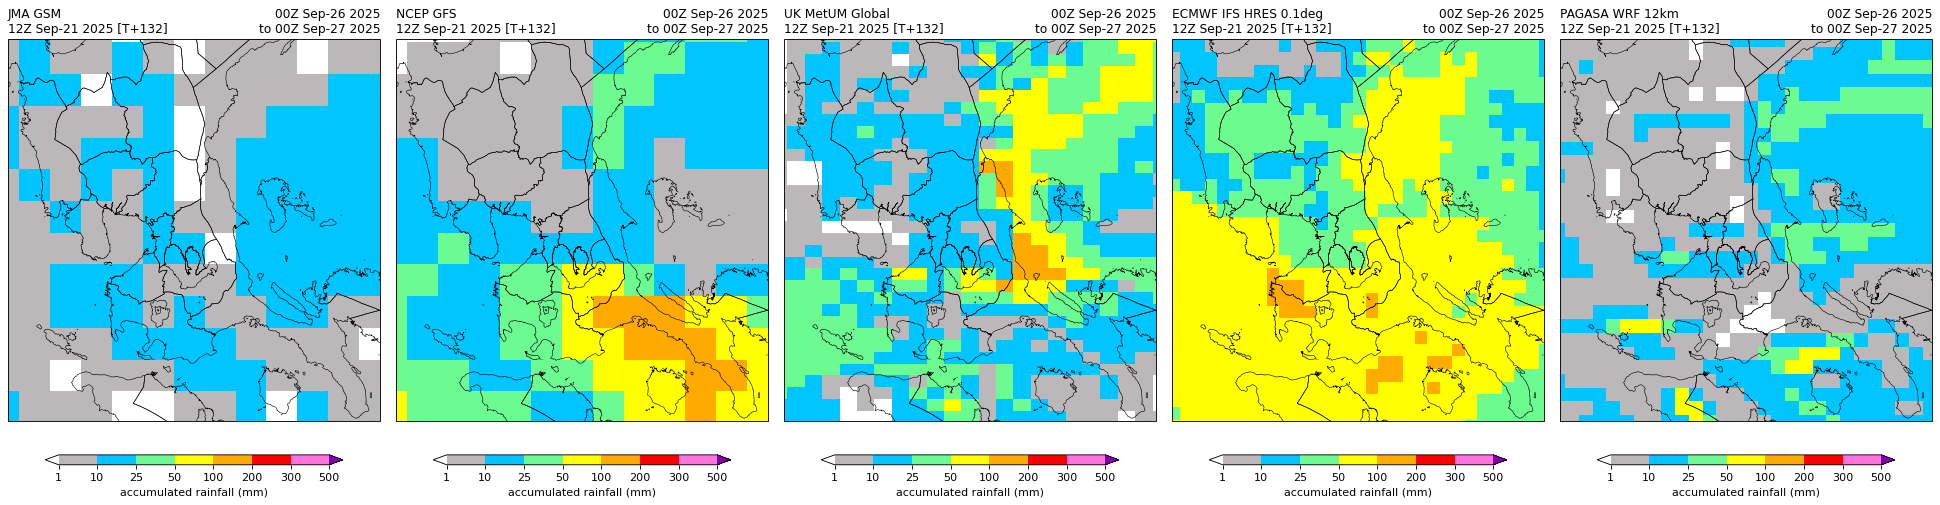 JMA GSM 00Z Sep-26 2025
12Z Sep-21 2025 [T+132] to 00Z Sep-27 2025
NCEP GFS 00Z Sep-26 2025
12Z Sep-21 2025 [T+132] to 00Z Sep-27 2025
UK MetUM Global 00Z Sep-26 2025
12Z Sep-21 2025 [T+132] to 00Z Sep-27 2025
ECMWF IFS HRES 0.1deg 00Z Sep-26 2025
12Z Sep-21 2025 [T+132] to 00Z Sep-27 2025
PAGASA WRF 12km 00Z Sep-26 2025
12Z Sep-21 2025 [T+132] to 00Z Sep-27 2025
1 10 25 50 100 200 300 500
accumulated rainfall (mm)
1 10 25 50 100 200 300 500
accumulated rainfall (mm)
1 10 25 50 100 200 300 500
accumulated rainfall (mm)
1 10 25 50 100 200 300 500
accumulated rainfall (mm)
1 10 25 50 100 200 300 500
accumulated rainfall (mm)